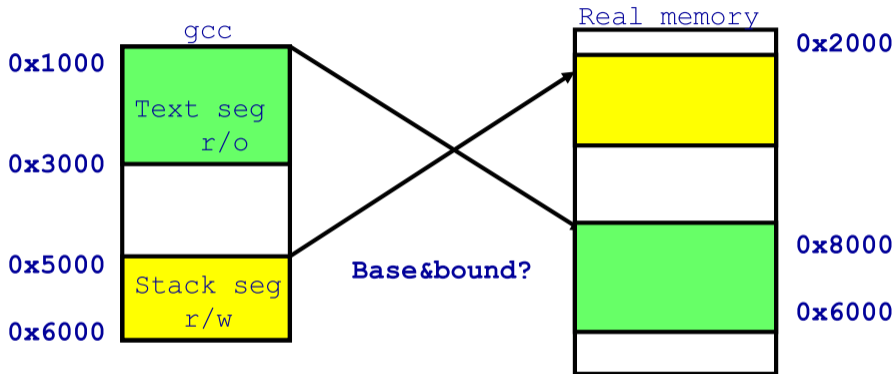 gcc
0x1000
Text seg
r/o
0x3000
0x5000
Stack seg
r/w
0x6000
Base&bound?
Real memory
0x2000
0x8000
0x6000